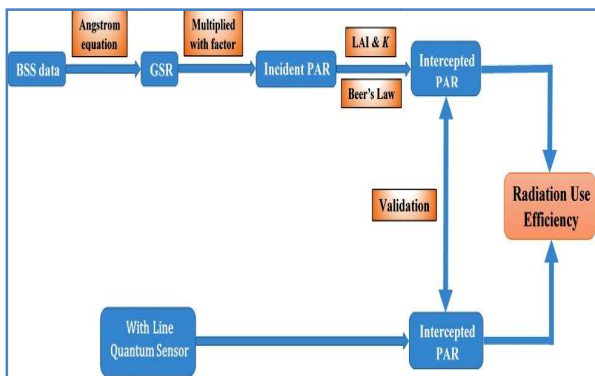 Angstrom
equation
Multiplied
with factor
LAI & K
Intercepted
PAR
BSS data
GSR
Incident PAR
Beer's Law
Validation
Radiation Use
Efficiency
With Line
Quantum Sensor
Intercepted
PAR